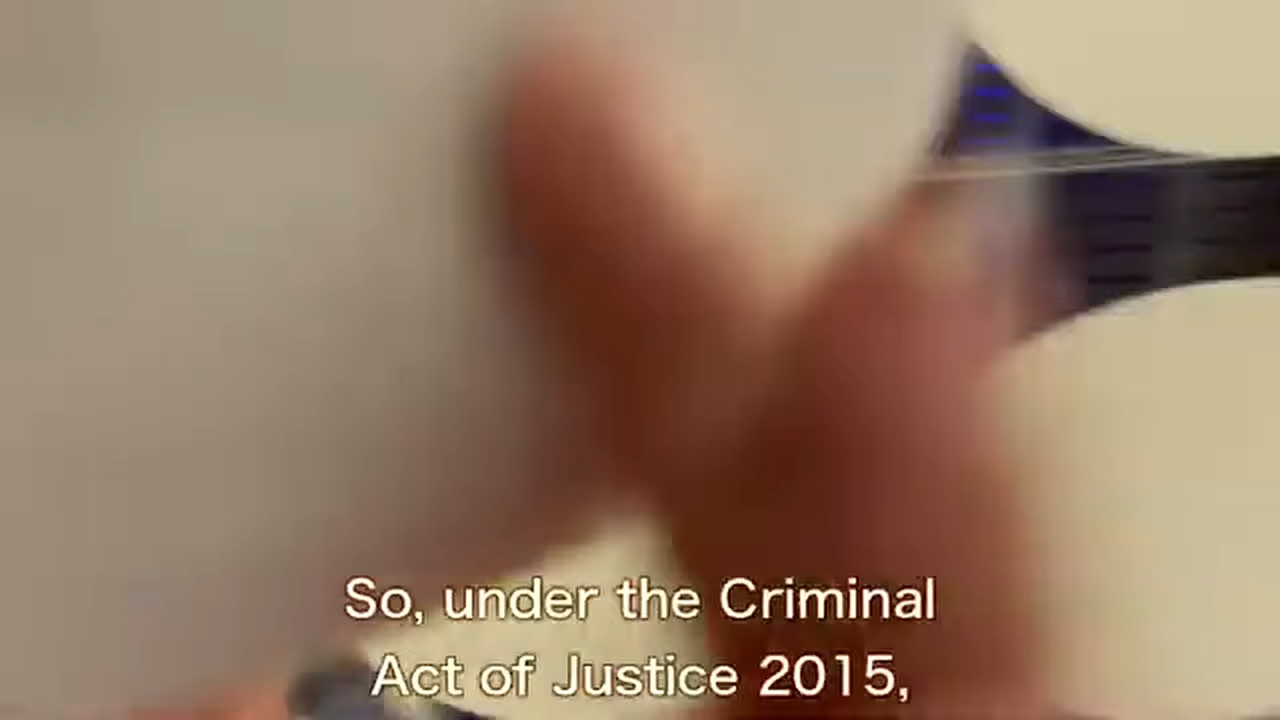 So, under the Criminal
Act of Justice 2015,